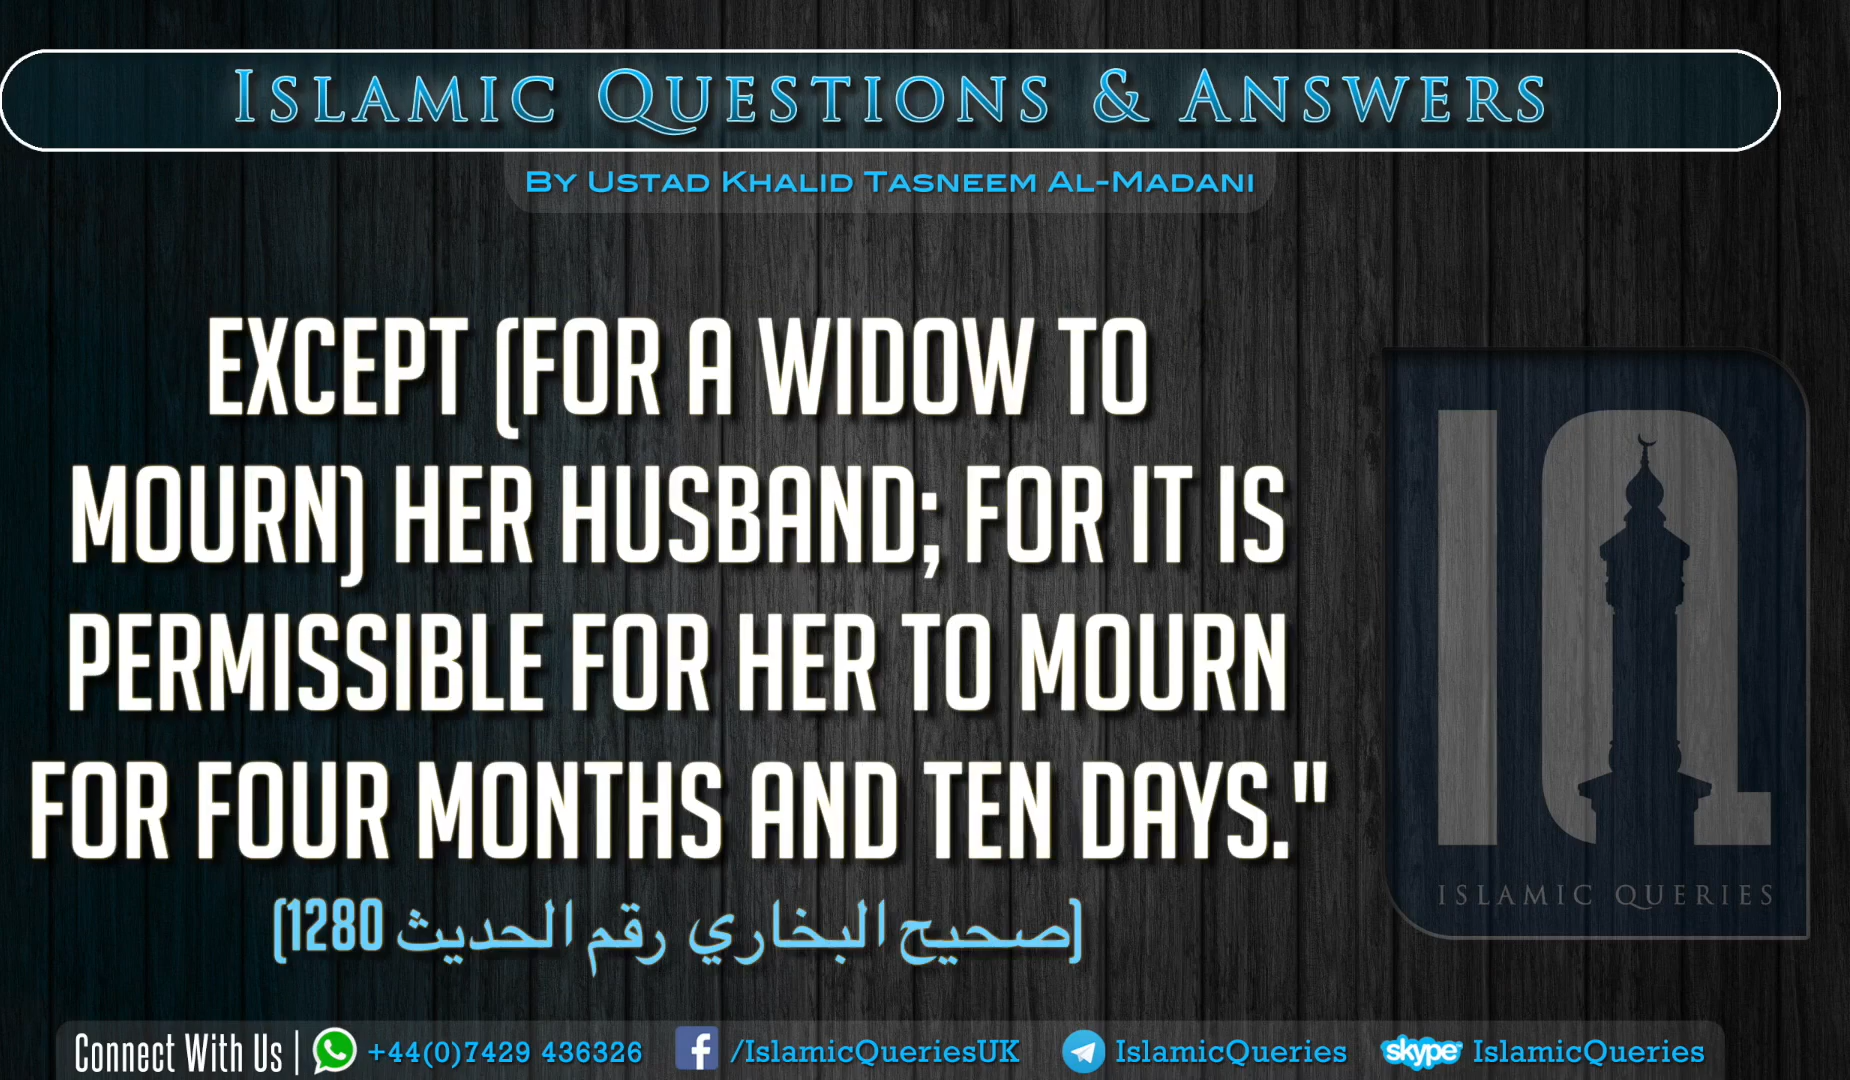 ISLAMIC QUESTIONS & ANSWERS
BY USTAD KHALID TASNEEM AL-MADANI
EXCEPT (FOR A WIDOW TO
MOURN) HER HUSBAND; FOR IT IS
PERMISSIBLE FOR HER TO MOURN
FOR FOUR MONTHS AND TEN DAYS."
(صحيح البخاري رقم الحديث 1280)
IQ
ISLAMIC QUERIES
Connect With Us | +44(0)7429 436326 f /IslamicQueriesUK IslamicQueries skype IslamicQueries